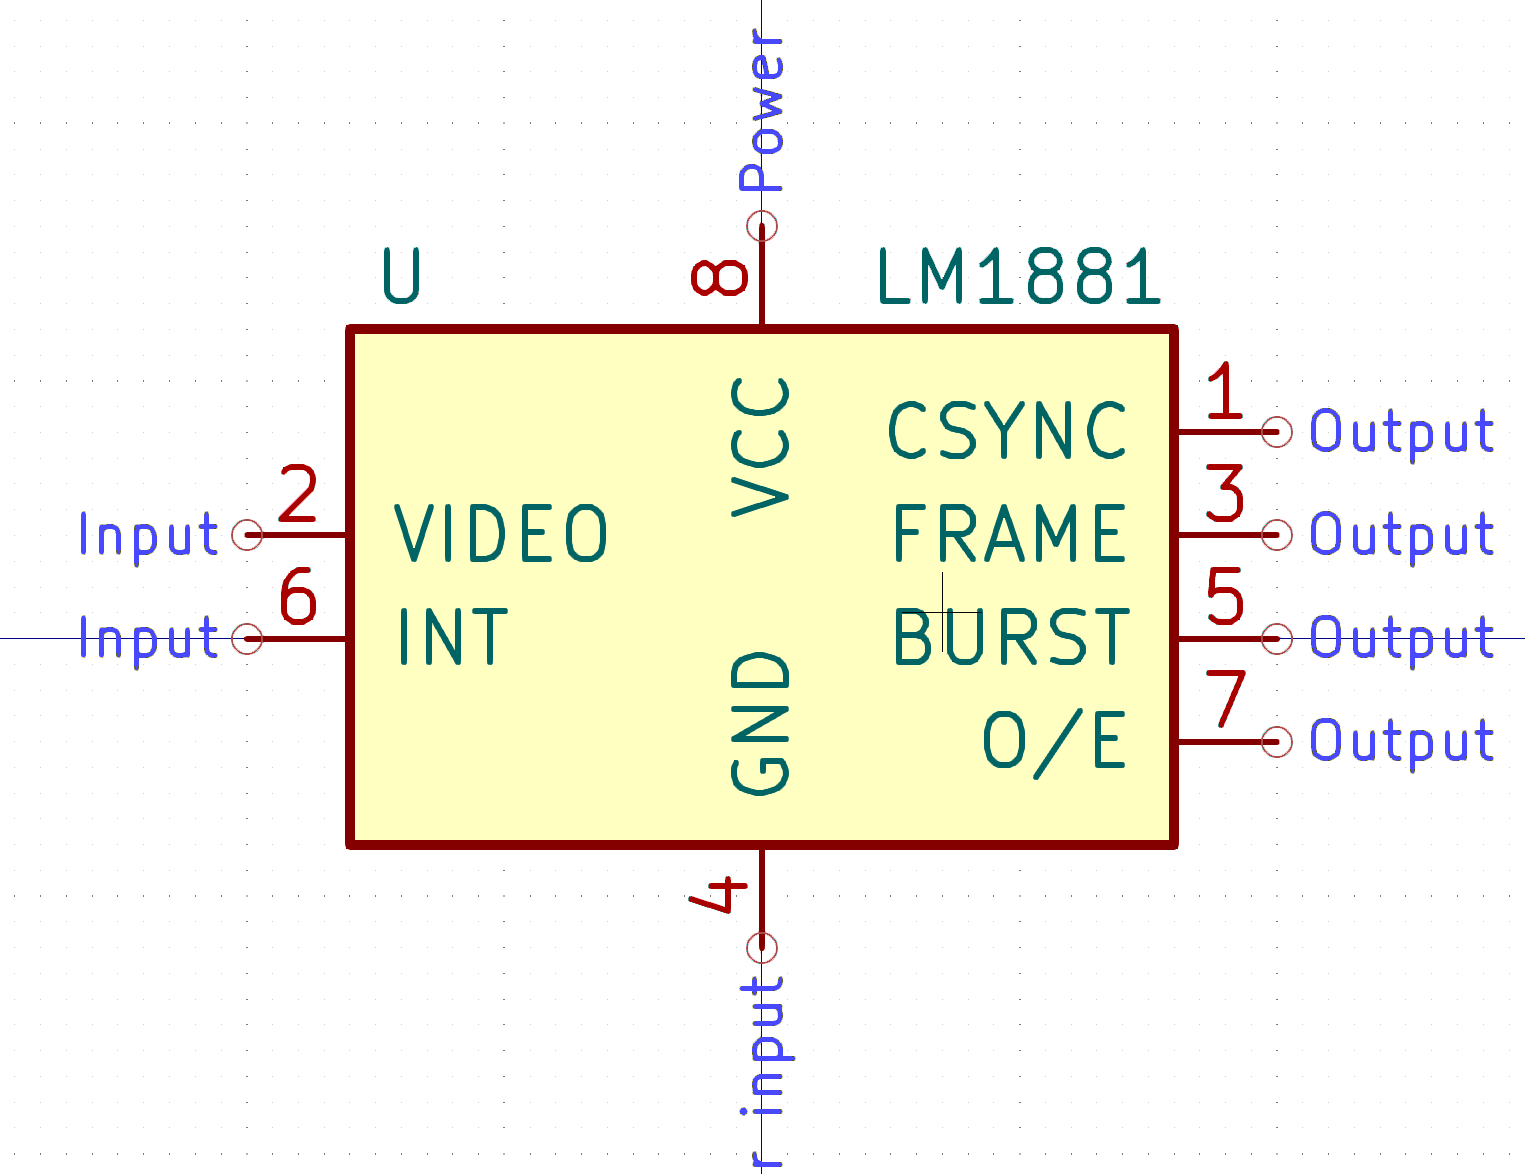 Power
U
8
LM1881
VCC
1
CSYNC
Output
2
Input
VIDEO
3
FRAME
Output
6
Input
INT
5
BURST
Output
7
O/E
Output
GND
4
r input